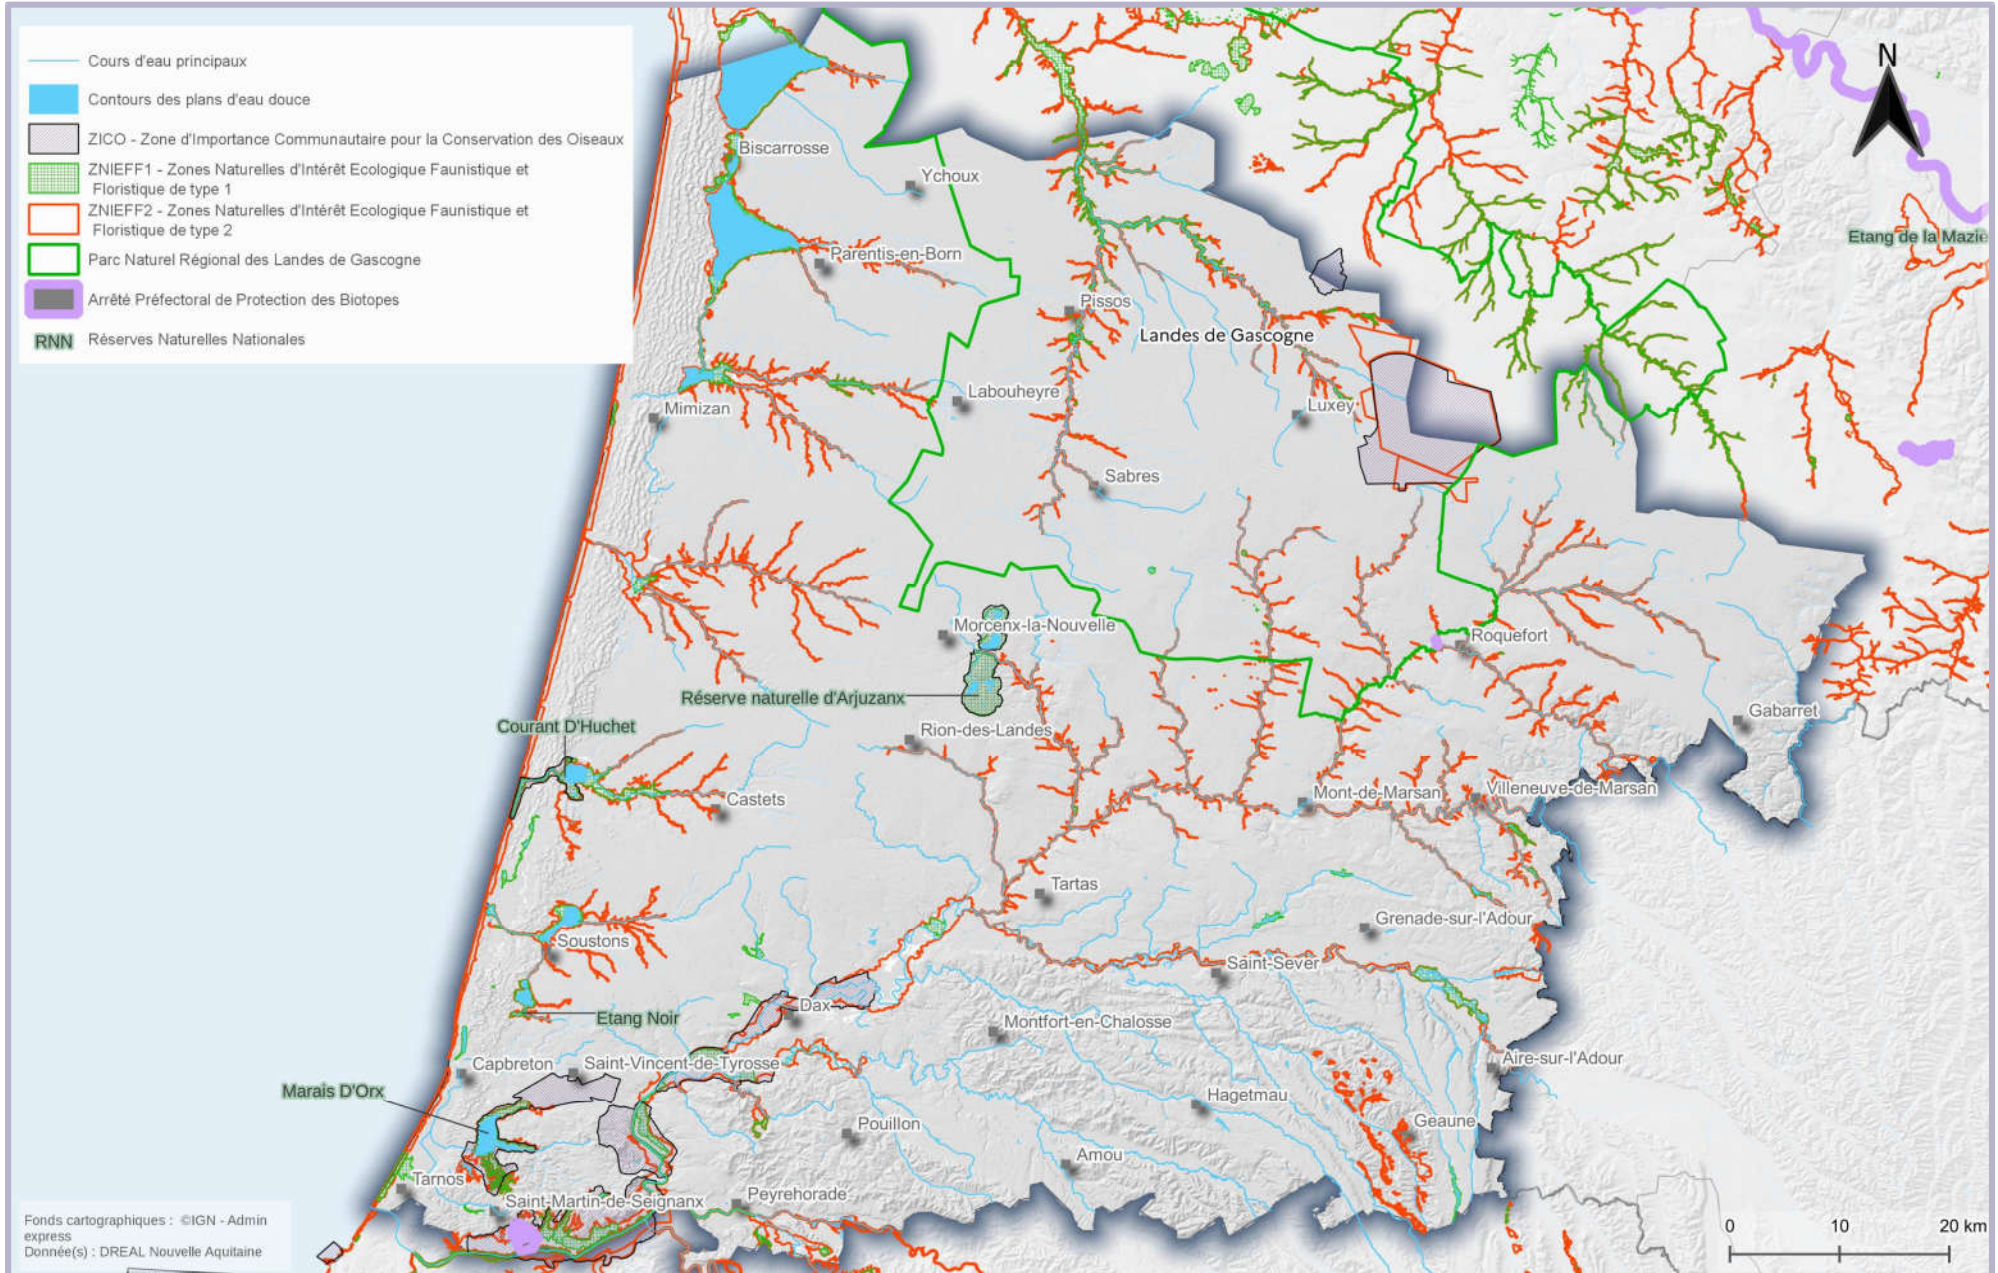 Cours d'eau principaux
Contours des plans d'eau douce
ZICO - Zone d'Importance Communautaire pour la Conservation des Oiseaux
ZNIEFF1 - Zones Naturelles d'Intérêt Ecologique Faunistique et
Floristique de type 1
ZNIEFF2 - Zones Naturelles d'Intérêt Ecologique Faunistique et
Floristique de type 2
Parc Naturel Régional des Landes de Gascogne
Arrêté Préfectoral de Protection des Biotopes
RNN Réserves Naturelles Nationales
N
Biscarrosse
Ychoux
Etang de la Maziè
Parentis-en-Born
Pissos
Landes de Gascogne
Labouheyre
Luxey
Mimizan
Sabres
Morcenx-la-Nouvelle
Roquefort
Réserve naturelle d'Arjuzanx
Gabarret
Courant D'Huchet
Rion-des-Landes
Castets
Mont-de-Marsan
Villeneuve-de-Marsan
Tartas
Grenade-sur-l'Adour
Soustons
Saint-Sever
Dax
Etang Noir
Montfort-en-Chalosse
Capbreton
Saint-Vincent-de-Tyrosse
Aire-sur-l'Adour
Marais D'Orx
Hagetmau
Pouillon
Geaune
Amou
Tarnos
Saint-Martin-de-Seignanx
Peyrehorade
Fonds cartographiques : ©IGN - Admin
express
Donnée(s) : DREAL Nouvelle Aquitaine
0 10 20 km